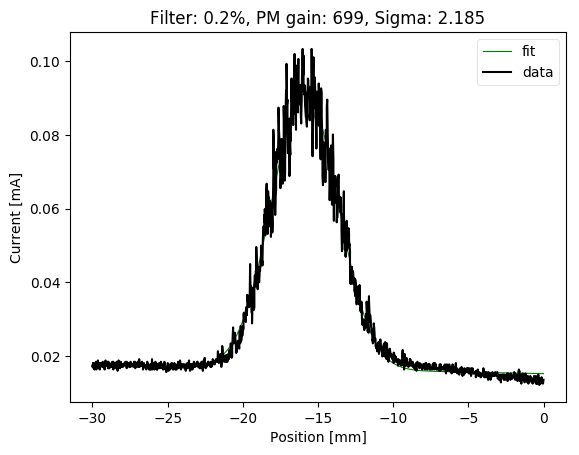 Filter: 0.2%, PM gain: 699, Sigma: 2.185
fit
data
0.10
0.08
0.06
0.04
0.02
Current [mA]
−30
−25
−20
−15
−10
−5
0
Position [mm]